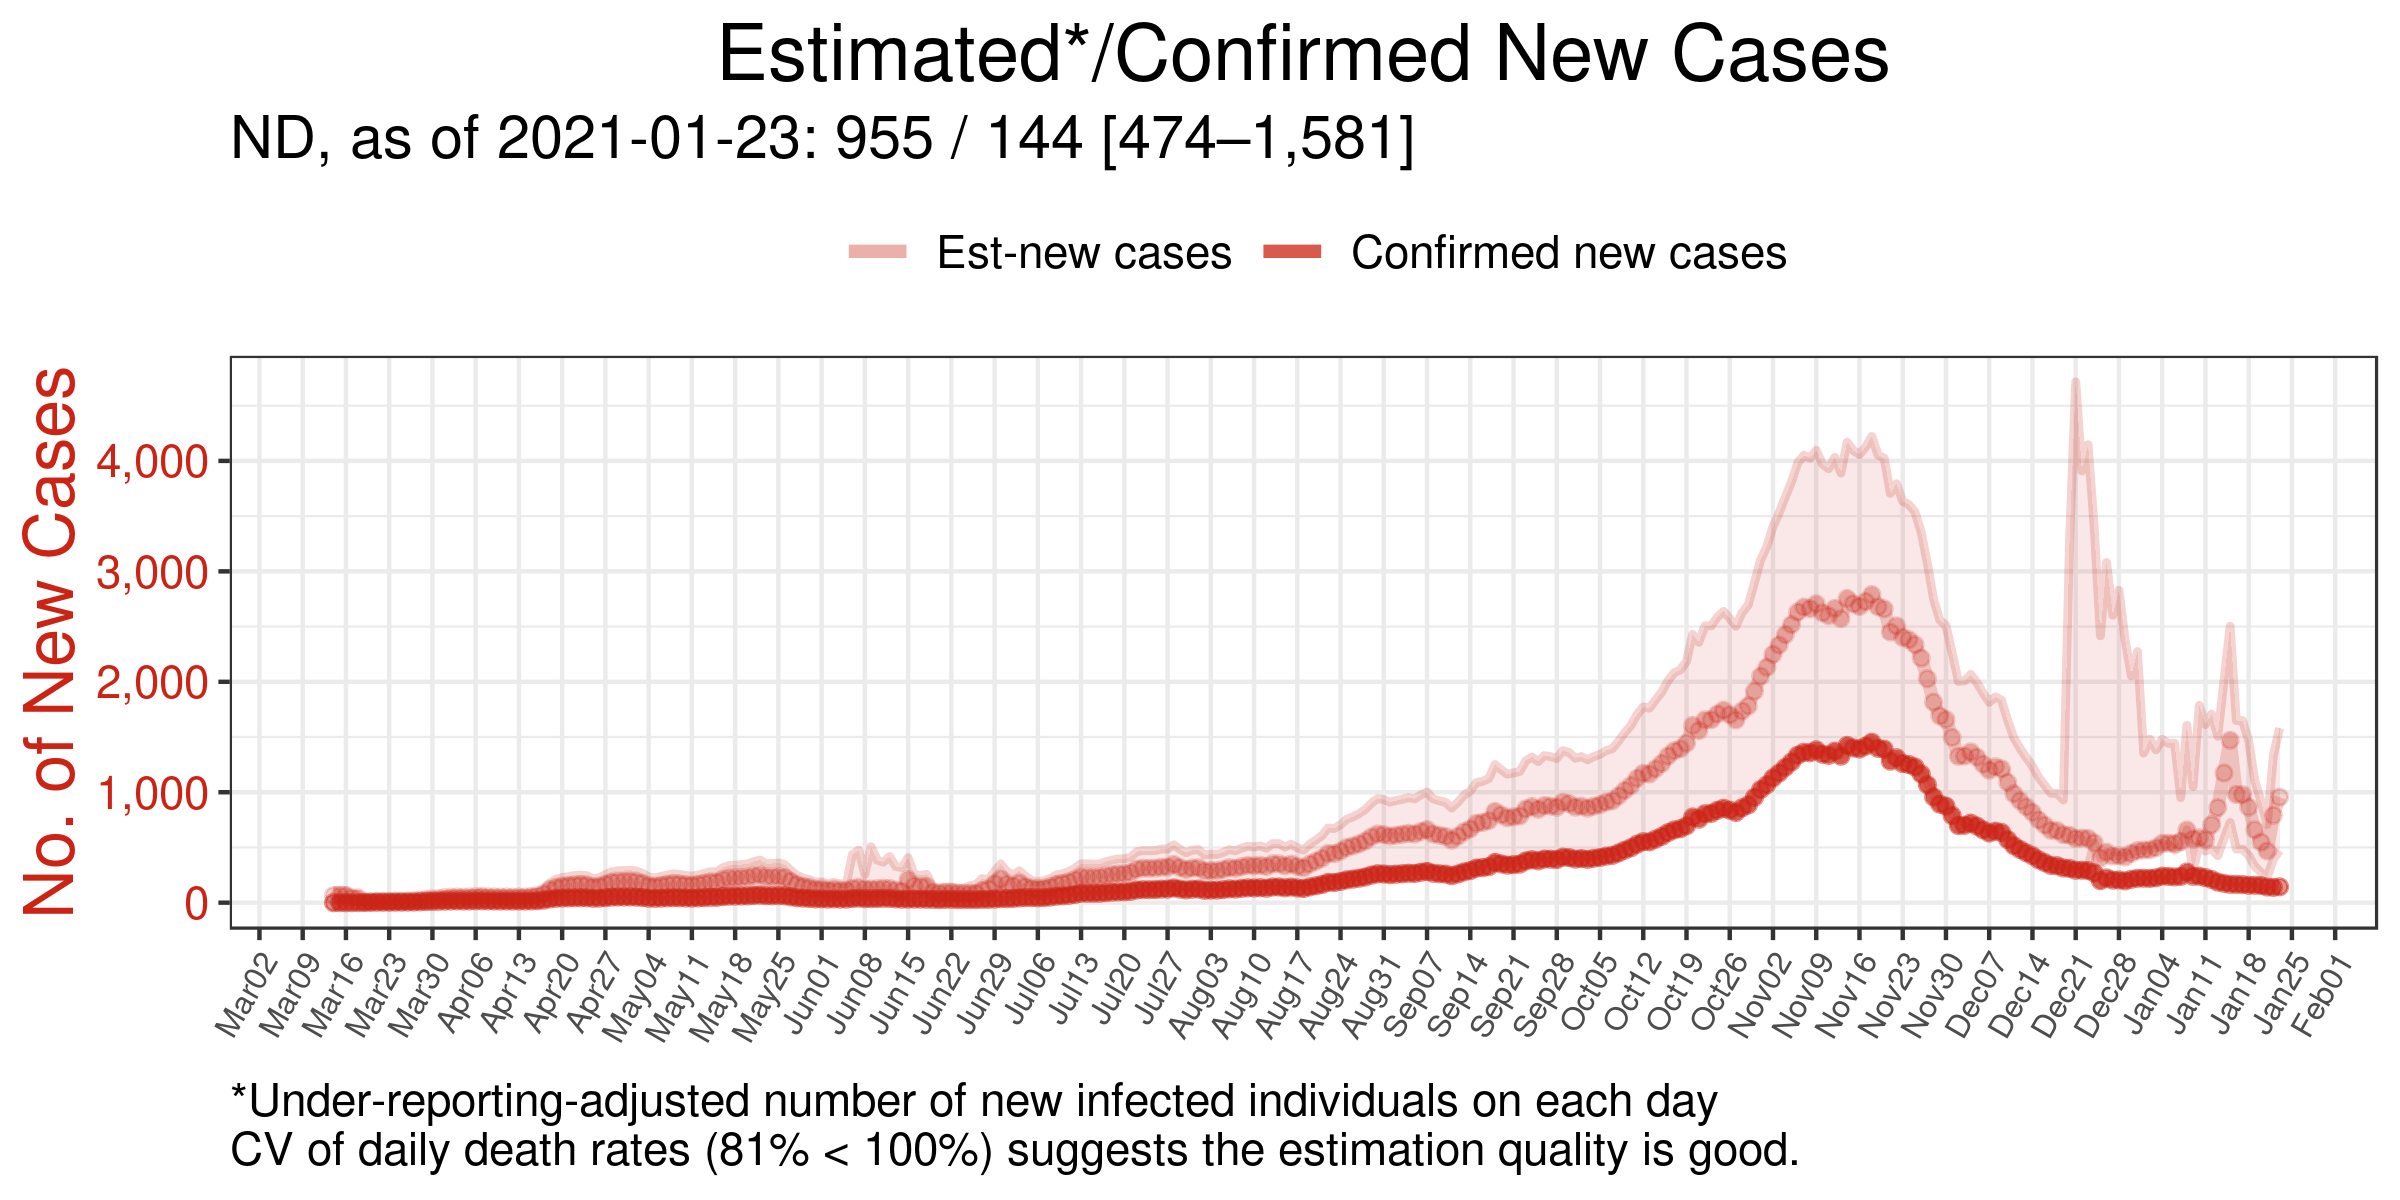 Estimated*/Confirmed New Cases
ND, as of 2021-01-23: 955 / 144 [474–1,581]
Est-new cases Confirmed new cases
No. of New Cases
4,000
3,000
2,000
1,000
0
Mar02 Mar09 Mar16 Mar23 Mar30 Apr06 Apr13 Apr20 Apr27 May04 May11 May18 May25 Jun01 Jun08 Jun15 Jun22 Jun29 Jul06 Jul13 Jul20 Jul27 Aug03 Aug10 Aug17 Aug24 Aug31 Sep07 Sep14 Sep21 Sep28 Oct05 Oct12 Oct19 Oct26 Nov02 Nov09 Nov16 Nov23 Nov30 Dec07 Dec14 Dec21 Dec28 Jan04 Jan11 Jan18 Jan25 Feb01
*Under-reporting-adjusted number of new infected individuals on each day
CV of daily death rates (81% < 100%) suggests the estimation quality is good.